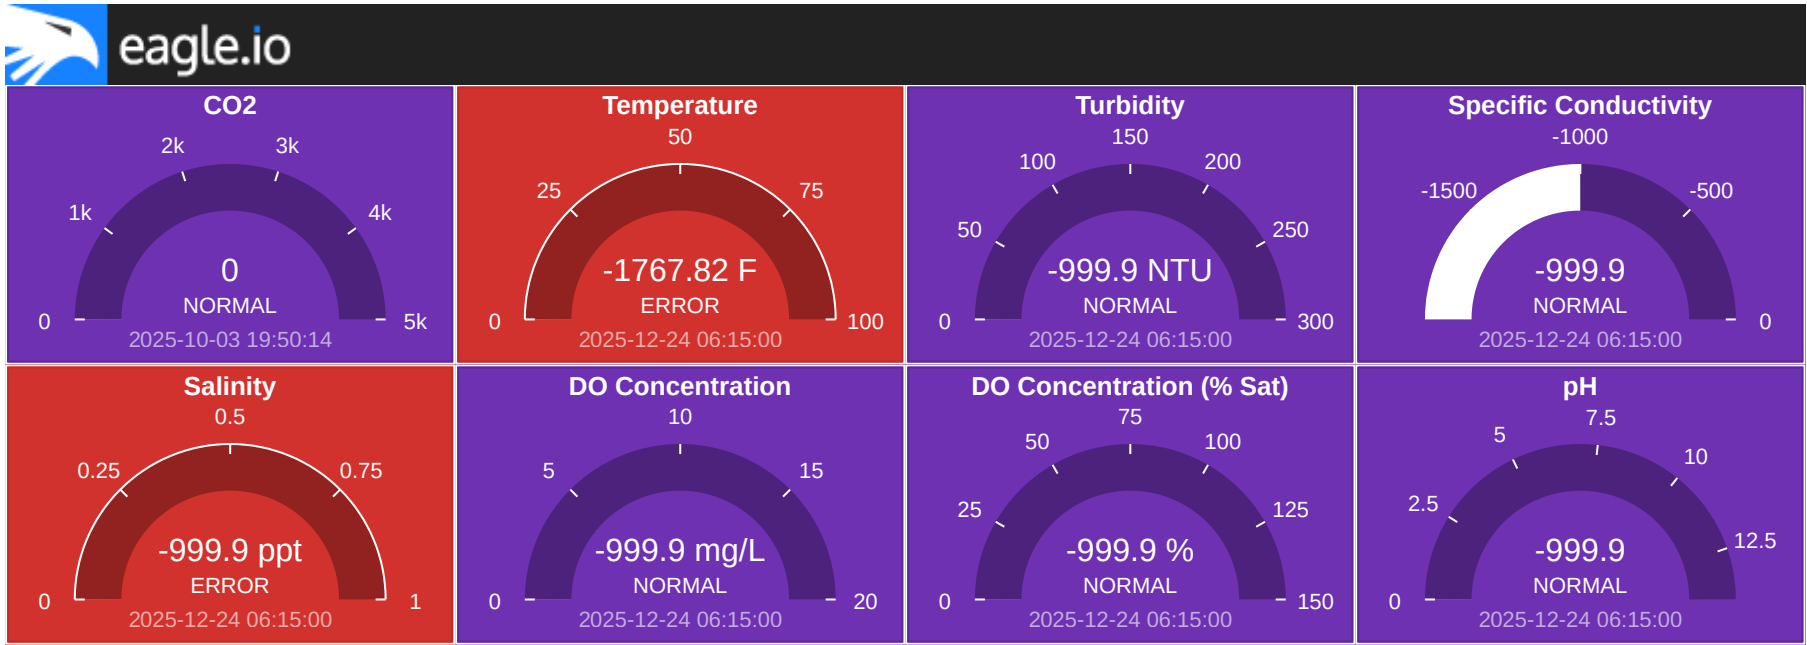 eagle.io
CO2
2k
3k
1k
4k
0
NORMAL
0
5k
2025-10-03 19:50:14
Temperature
50
25
75
-1767.82 F
ERROR
0
100
2025-12-24 06:15:00
Turbidity
150
100
200
50
250
-999.9 NTU
NORMAL
0
300
2025-12-24 06:15:00
Specific Conductivity
-1000
-1500
-500
-999.9
NORMAL
0
2025-12-24 06:15:00
Salinity
0.5
0.25
0.75
-999.9 ppt
ERROR
0
1
2025-12-24 06:15:00
DO Concentration
10
5
15
-999.9 mg/L
NORMAL
0
20
2025-12-24 06:15:00
DO Concentration (% Sat)
75
50
100
25
125
-999.9 %
NORMAL
0
150
2025-12-24 06:15:00
pH
7.5
5
10
2.5
12.5
-999.9
NORMAL
0
2025-12-24 06:15:00